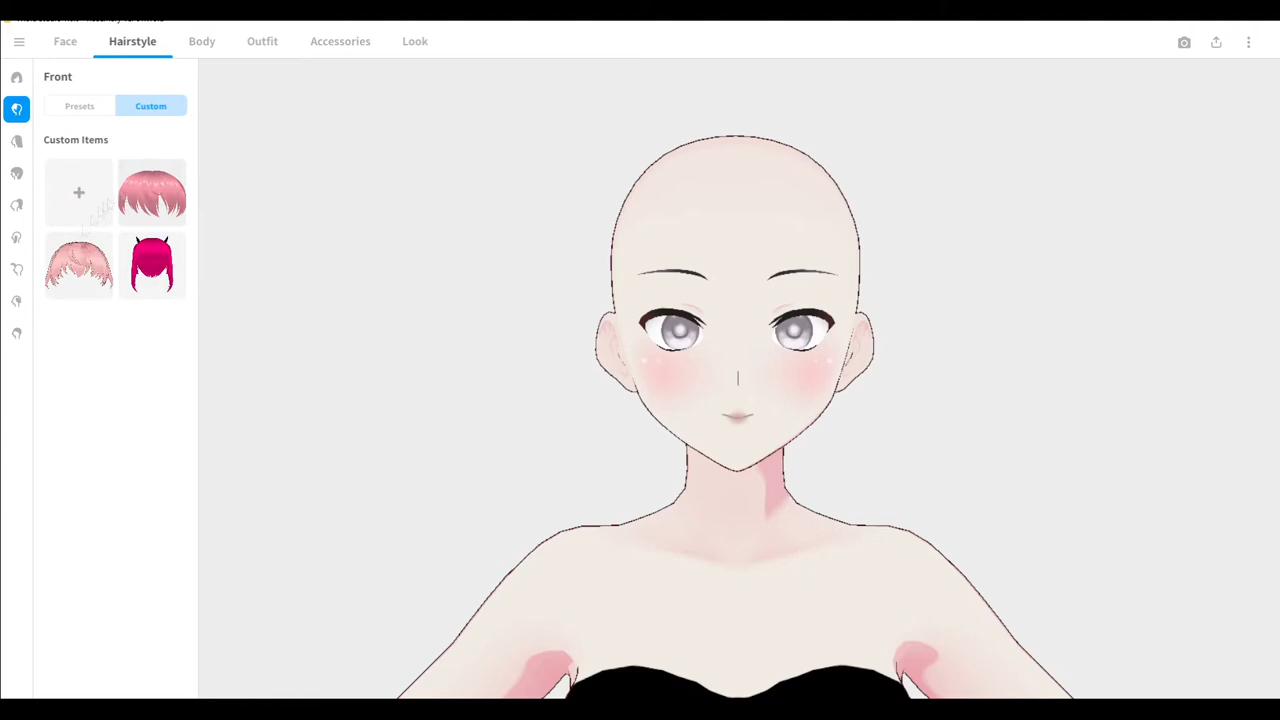 Face Hairstyle Body Outfit Accessories Look
Front
Presets Custom
Custom Items